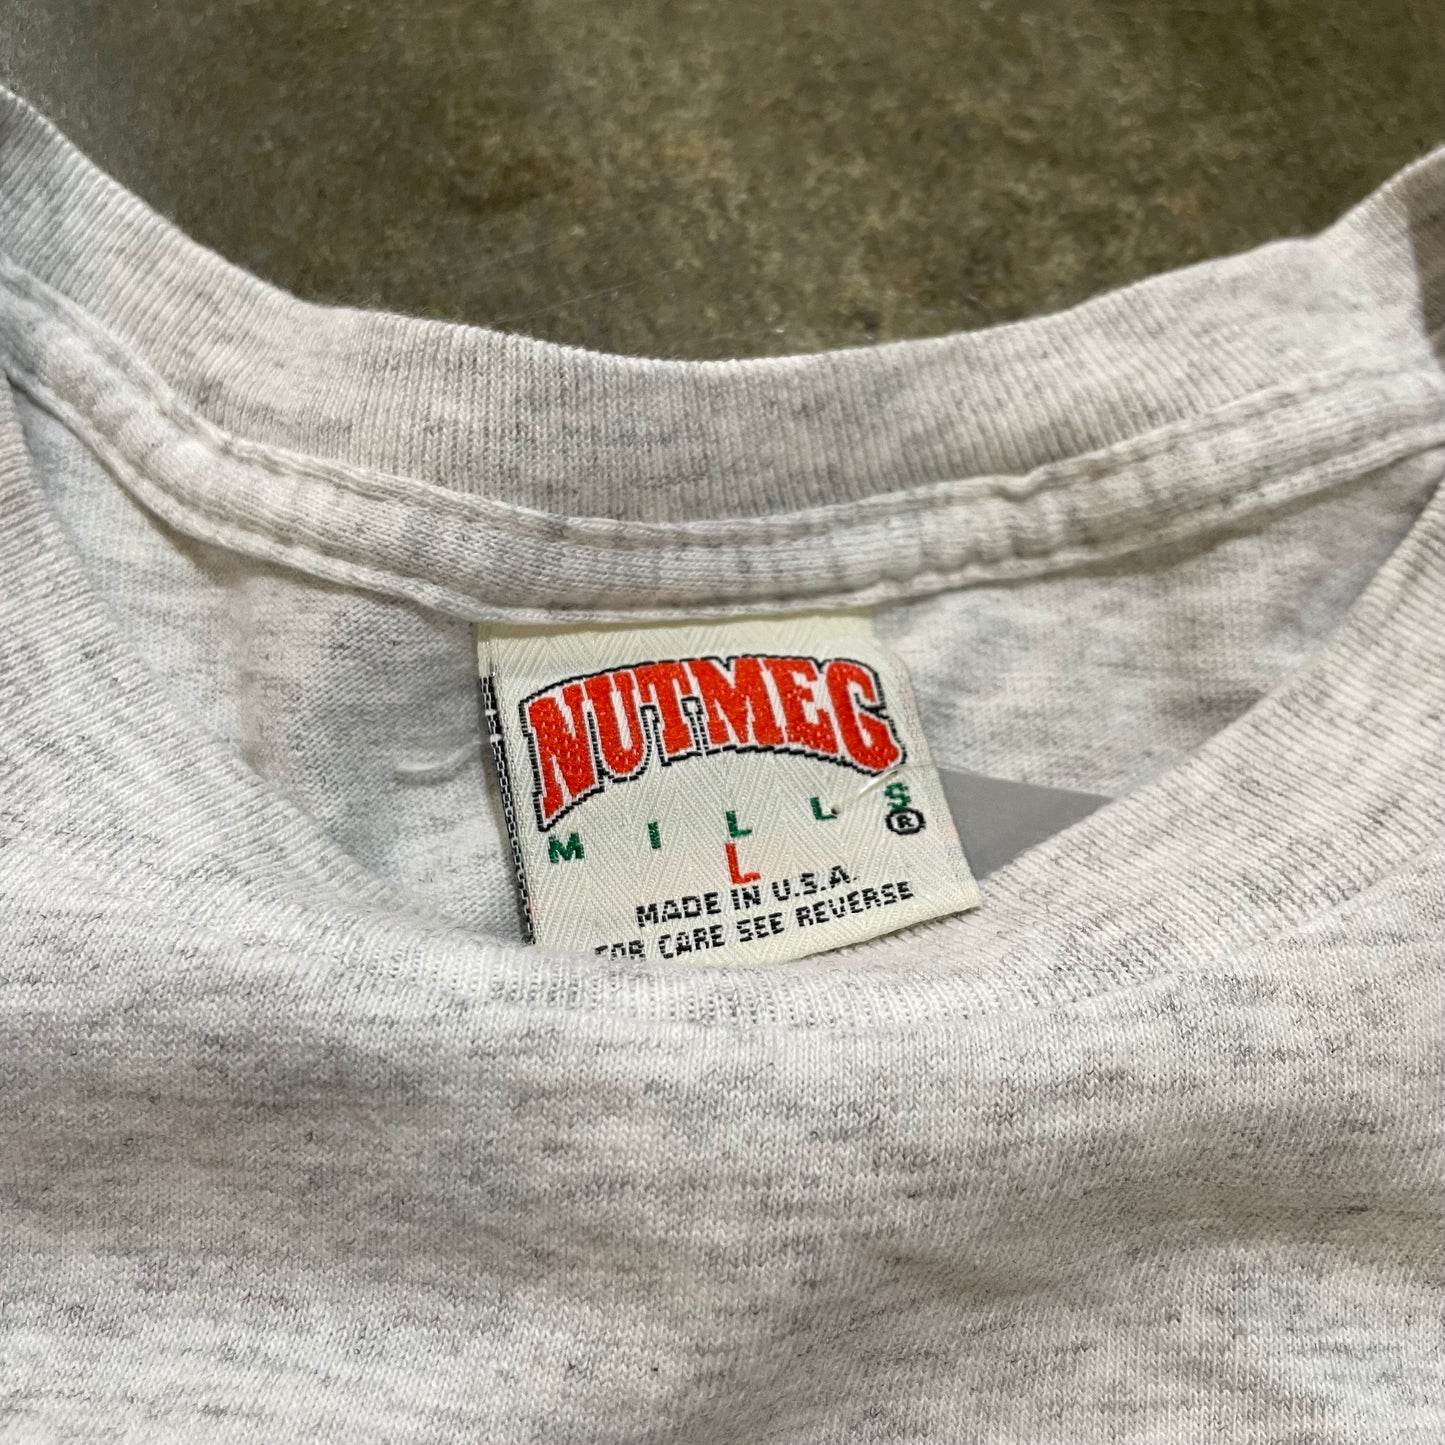 NUTMEG
MILLS®
L
MADE IN U.S.A.
FOR CARE SEE REVERSE